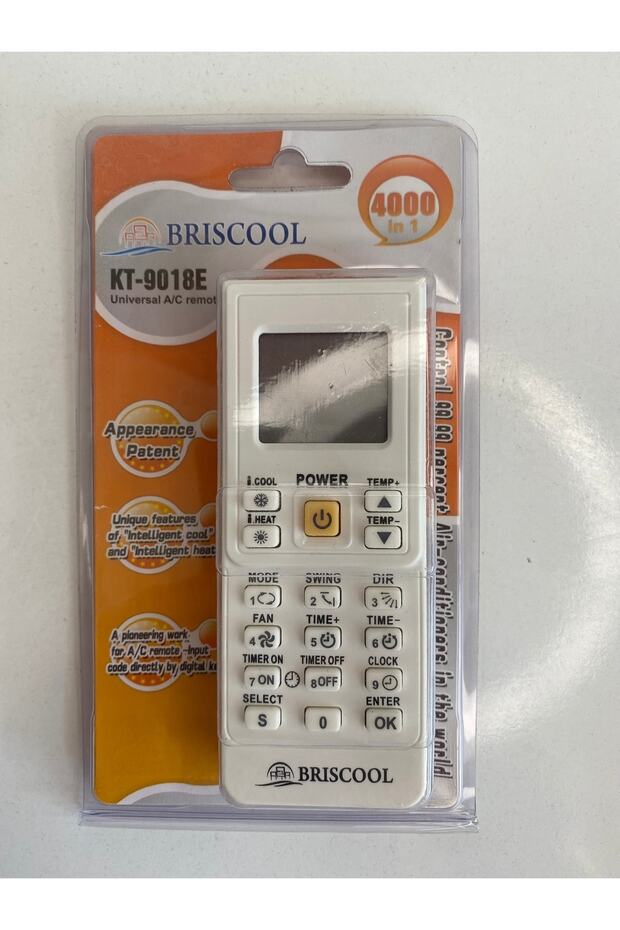 BRISCOOL
4000
in 1
KT-9018E
Universal A/C remot
Appearance
Patent
Unique features
of "Intelligent cool"
and "Intelligent heat
A pioneering work
for A/C remote -Input
code directly by digital ke
Control 99.99 percent Air-conditioners in the world
i.COOL
POWER
TEMP+
i.HEAT
TEMP-
MODE
SWING
DIR
1
2
3
FAN
TIME+
TIME-
4
5
6
TIMER ON
TIMER OFF
CLOCK
7 ON
8 OFF
9
SELECT
ENTER
S
0
OK
BRISCOOL